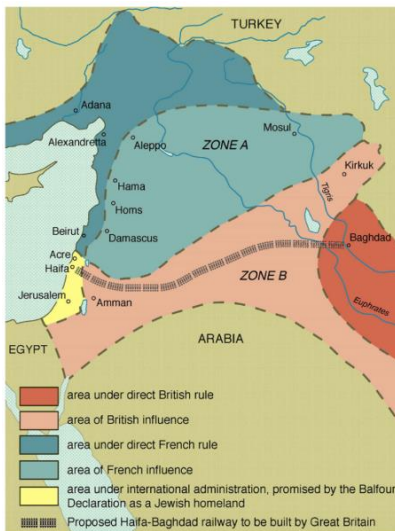 TURKEY
Adana
Alexandretta
Aleppo
ZONE A
Mosul
Kirkuk
Hama
Tigris
Homs
Beirut
Damascus
Acre
Haifa
Baghdad
ZONE B
Jerusalem
Amman
Euphrates
EGYPT
ARABIA
area under direct British rule
area of British influence
area under direct French rule
area of French influence
area under international administration, promised by the Balfour
Declaration as a Jewish homeland
Proposed Haifa-Baghdad railway to be built by Great Britain